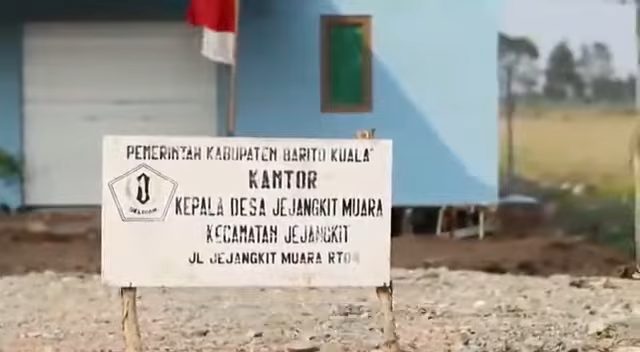 PEMERINTAH KABUPATEN BARITO KUALA
KANTOR
KEPALA DESA JEJANGKIT MUARA
KECAMATAN JEJANGKIT
JL JEJANGKIT MUARA RT04